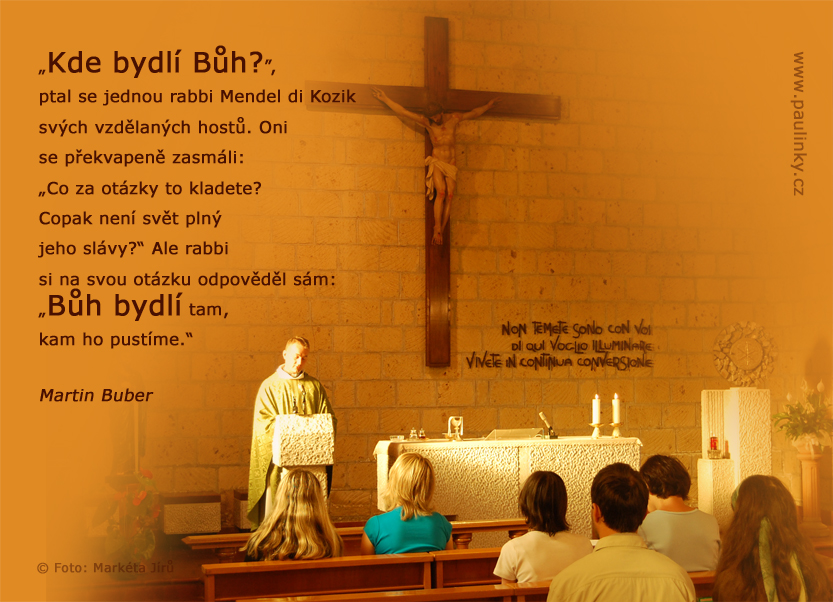 „Kde bydlí Bůh?”,
ptal se jednou rabbi Mendel di Kozik
svých vzdělaných hostů. Oni
se překvapeně zasmáli:
„Co za otázky to kladete?
Copak není svět plný
jeho slávy?“ Ale rabbi
si na svou otázku odpověděl sám:
„Bůh bydlí tam,
kam ho pustíme.“
Martin Buber
www.paulinky.cz
NON TEMETE SONO CON VOI
DI QUI VOGLIO ILLUMINARE
VIVETE IN CONTINUA CONVERSIONE
© Foto: Markéta Jírů